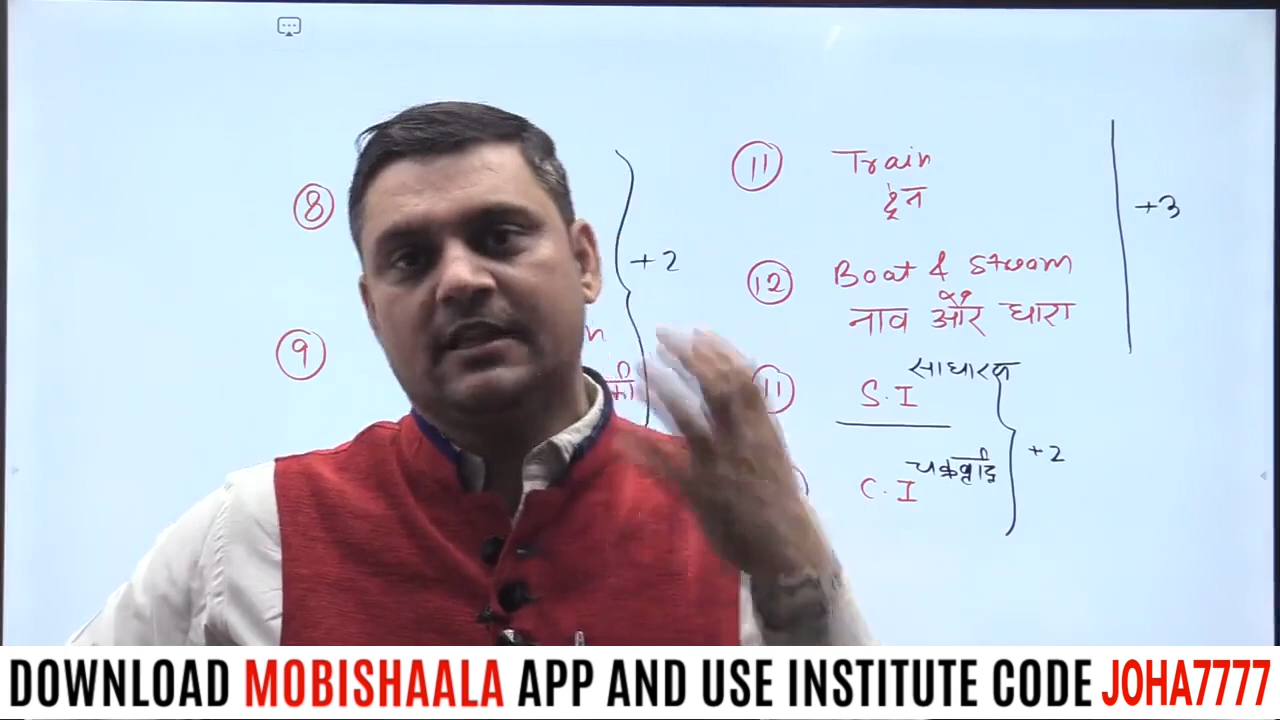 8
+ 2
9
n
की
11 Train
ट्रेन
+3
12 Boat & Stream
नाव और धारा
11 S.I साधारण
C.I चक्रवृद्धि
+2
DOWNLOAD MOBISHAALA APP AND USE INSTITUTE CODE JOHA7777